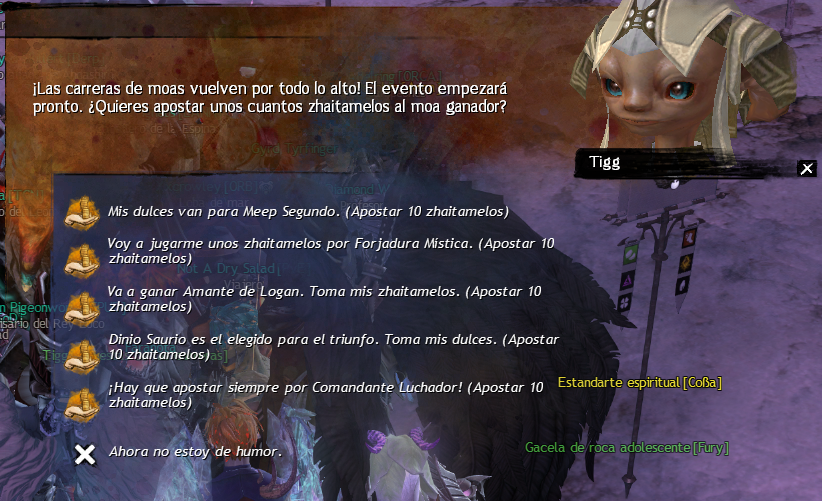 ¡Las carreras de moas vuelven por todo lo alto! El evento empezará
pronto. ¿Quieres apostar unos cuantos zhaitamelos al moa ganador?
Tigg
Mis dulces van para Meep Segundo. (Apostar 10 zhaitamelos)
Voy a jugarme unos zhaitamelos por Forjadura Mística. (Apostar 10
zhaitamelos)
Not A Dry Salad
Va a ganar Amante de Logan. Toma mis zhaitamelos. (Apostar 10
zhaitamelos)
Dinio Saurio es el elegido para el triunfo. Toma mis dulces. (Apostar
10 zhaitamelos)
¡Hay que apostar siempre por Comandante Luchador! (Apostar 10
zhaitamelos)
Estandarte espiritual [Coßa]
Gacela de roca adolescente [Fury]
Ahora no estoy de humor.